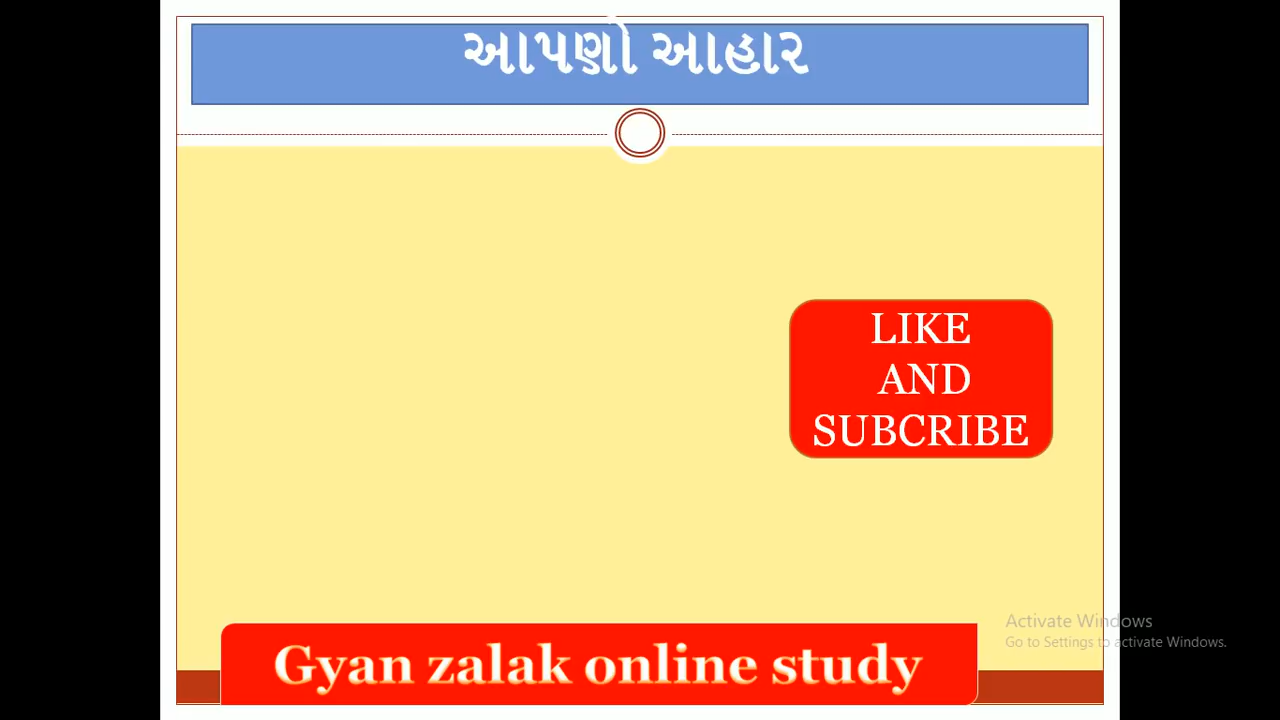 આપણો આહાર
LIKE
AND
SUBCRIBE
Activate Windows
Go to Settings to activate Windows.
Gyan zalak online study